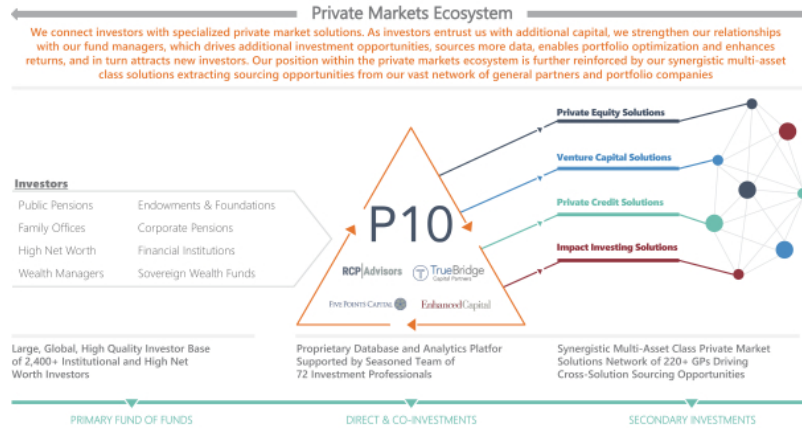 Private Markets Ecosystem
We connect investors with specialized private market solutions. As investors entrust us with additional capital, we strengthen our relationships
with our fund managers, which drives additional investment opportunities, sources more data, enables portfolio optimization and enhances
returns, and in turn attracts new investors. Our position within the private markets ecosystem is further reinforced by our synergistic multi-asset
class solutions extracting sourcing opportunities from our vast network of general partners and portfolio companies
Investors
Public Pensions
Endowments & Foundations
Family Offices
Corporate Pensions
High Net Worth
Financial Institutions
Wealth Managers
Sovereign Wealth Funds
P10
RCP|Advisors
TrueBridge
Capital Partners
FIVE POINTS CAPITAL
EnhancedCapital
Private Equity Solutions
Venture Capital Solutions
Private Credit Solutions
Impact Investing Solutions
Large, Global, High Quality Investor Base
of 2,400+ Institutional and High Net
Worth Investors
Proprietary Database and Analytics Platfor
Supported by Seasoned Team of
72 Investment Professionals
Synergistic Multi-Asset Class Private Market
Solutions Network of 220+ GPs Driving
Cross-Solution Sourcing Opportunities
PRIMARY FUND OF FUNDS
DIRECT & CO-INVESTMENTS
SECONDARY INVESTMENTS